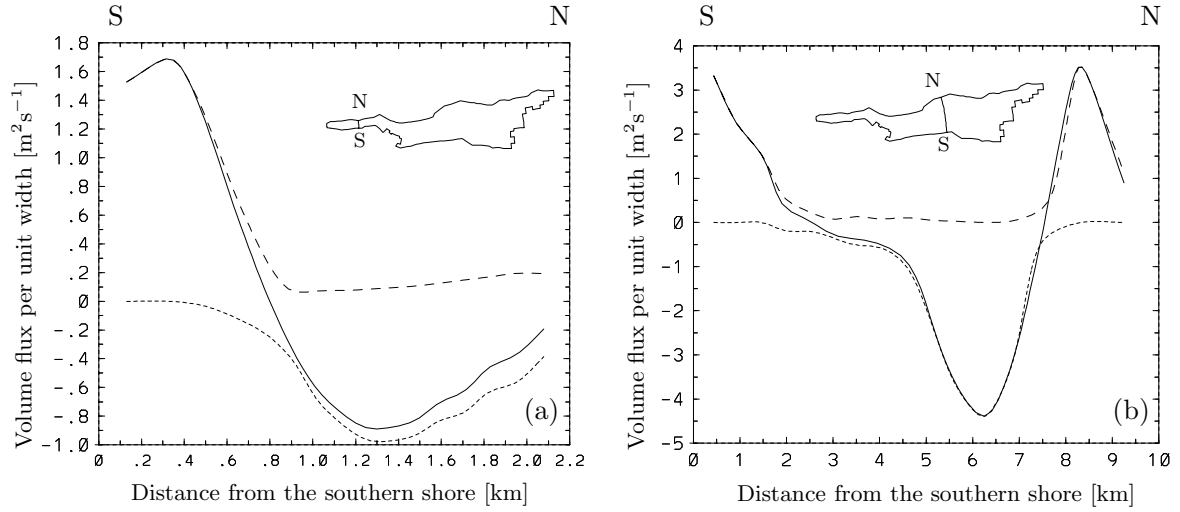 S N
1.8
1.6
1.4
1.2
1.0
.8
.6
.4
.2
0
-.2
-.4
-.6
-.8
-1.0
0 .2 .4 .6 .8 1.0 1.2 1.4 1.6 1.8 2.0 2.2
Volume flux per unit width [m²s⁻¹]
Distance from the southern shore [km]
N
S
(a)
S N
4
3
2
1
0
-1
-2
-3
-4
-5
0 1 2 3 4 5 6 7 8 9 10
Volume flux per unit width [m²s⁻¹]
Distance from the southern shore [km]
N
S
(b)